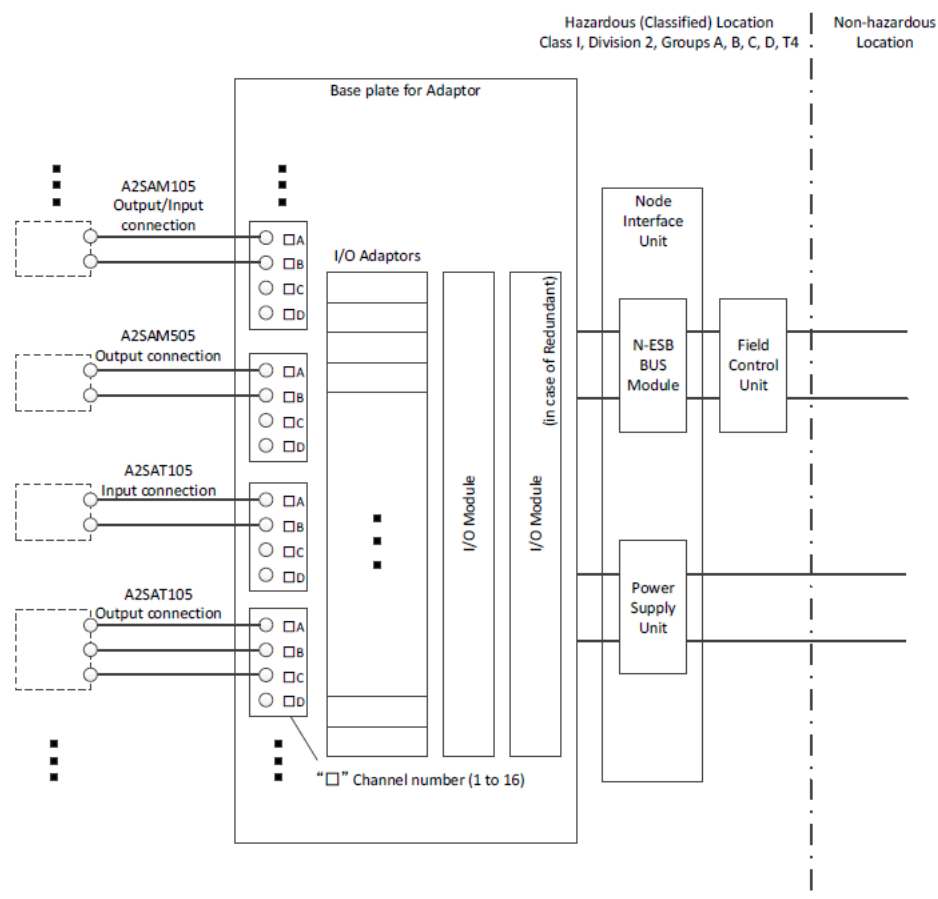 Hazardous (Classified) Location
Class I, Division 2, Groups A, B, C, D, T4
Non-hazardous
Location
Base plate for Adaptor
A2SAM105
Output/Input
connection
□A
□B
□C
□D
A2SAM505
Output connection
□A
□B
□C
□D
A2SAT105
Input connection
□A
□B
□C
□D
A2SAT105
Output connection
□A
□B
□C
□D
"□" Channel number (1 to 16)
I/O Adaptors
I/O Module
I/O Module
(in case of Redundant)
Node
Interface
Unit
N-ESB
BUS
Module
Field
Control
Unit
Power
Supply
Unit